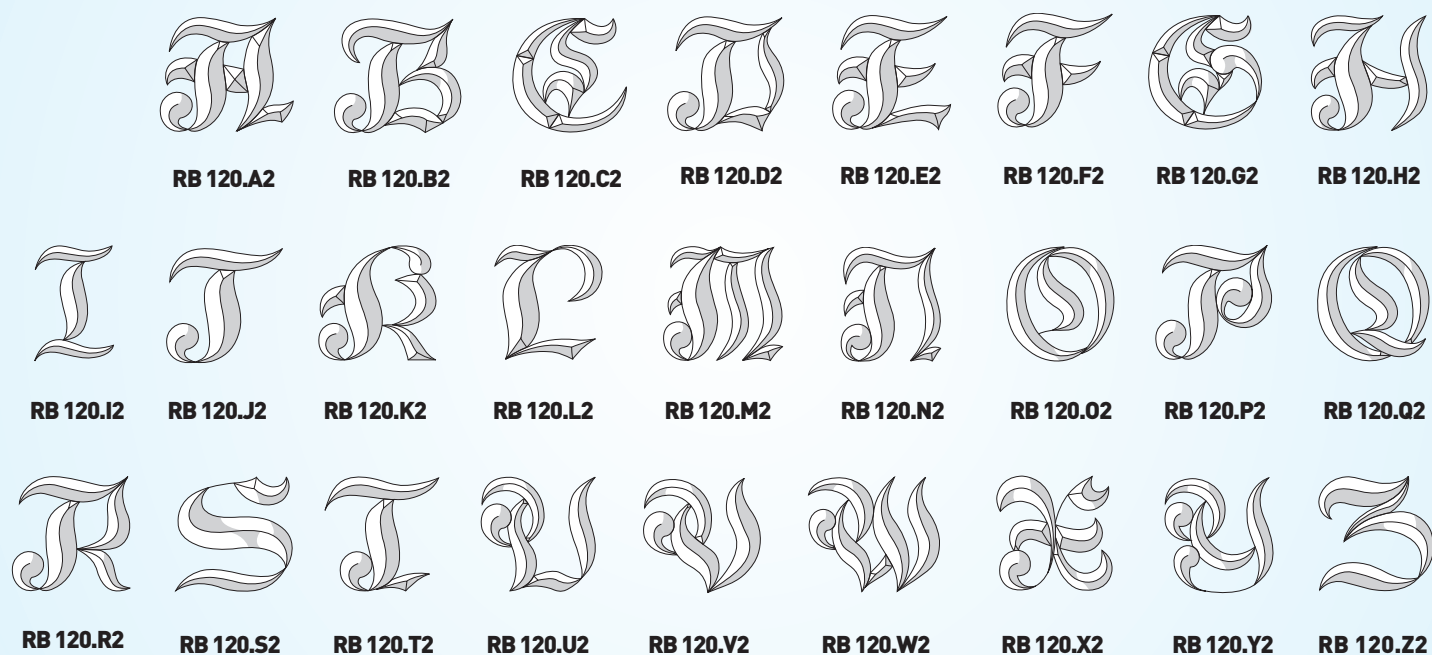 A B C D E F G H
RB 120.A2 RB 120.B2 RB 120.C2 RB 120.D2 RB 120.E2 RB 120.F2 RB 120.G2 RB 120.H2
I J K L M N O P Q
RB 120.I2 RB 120.J2 RB 120.K2 RB 120.L2 RB 120.M2 RB 120.N2 RB 120.O2 RB 120.P2 RB 120.Q2
R S T U V W X Y Z
RB 120.R2 RB 120.S2 RB 120.T2 RB 120.U2 RB 120.V2 RB 120.W2 RB 120.X2 RB 120.Y2 RB 120.Z2